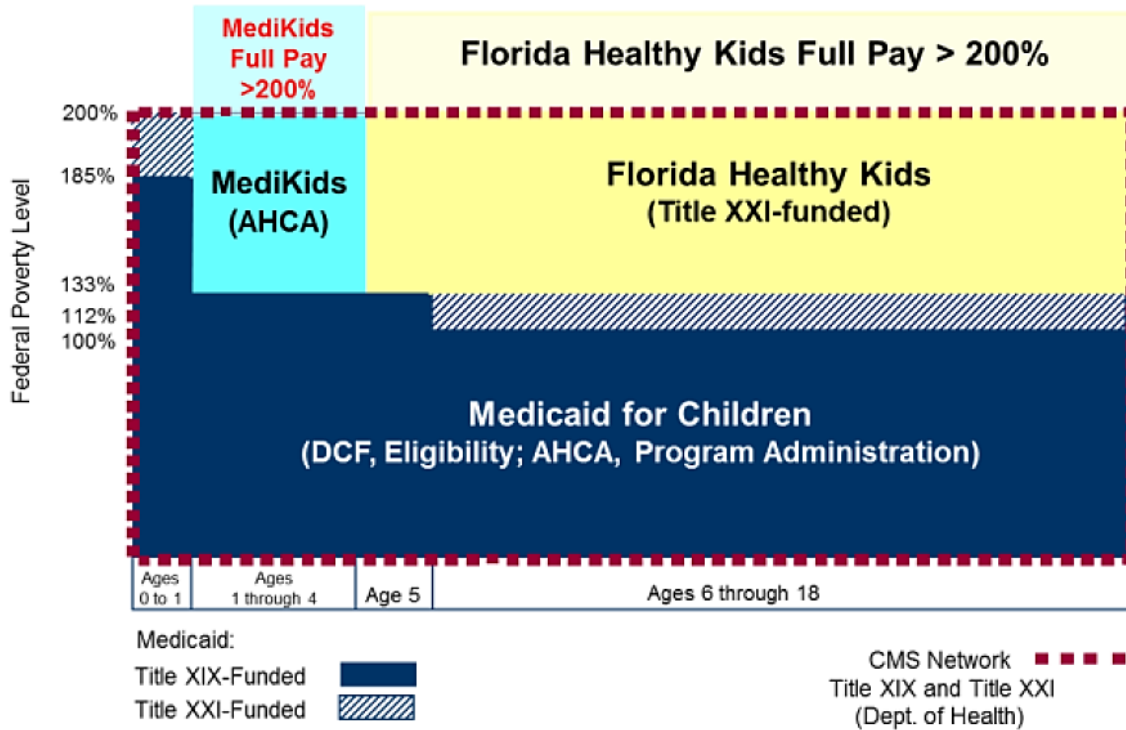 MediKids
Full Pay
>200%
Florida Healthy Kids Full Pay > 200%
200%
185%
133%
112%
100%
Federal Poverty Level
MediKids
(AHCA)
Florida Healthy Kids
(Title XXI-funded)
Medicaid for Children
(DCF, Eligibility; AHCA, Program Administration)
Ages
0 to 1
Ages
1 through 4
Age 5
Ages 6 through 18
Medicaid:
Title XIX-Funded
Title XXI-Funded
CMS Network
Title XIX and Title XXI
(Dept. of Health)